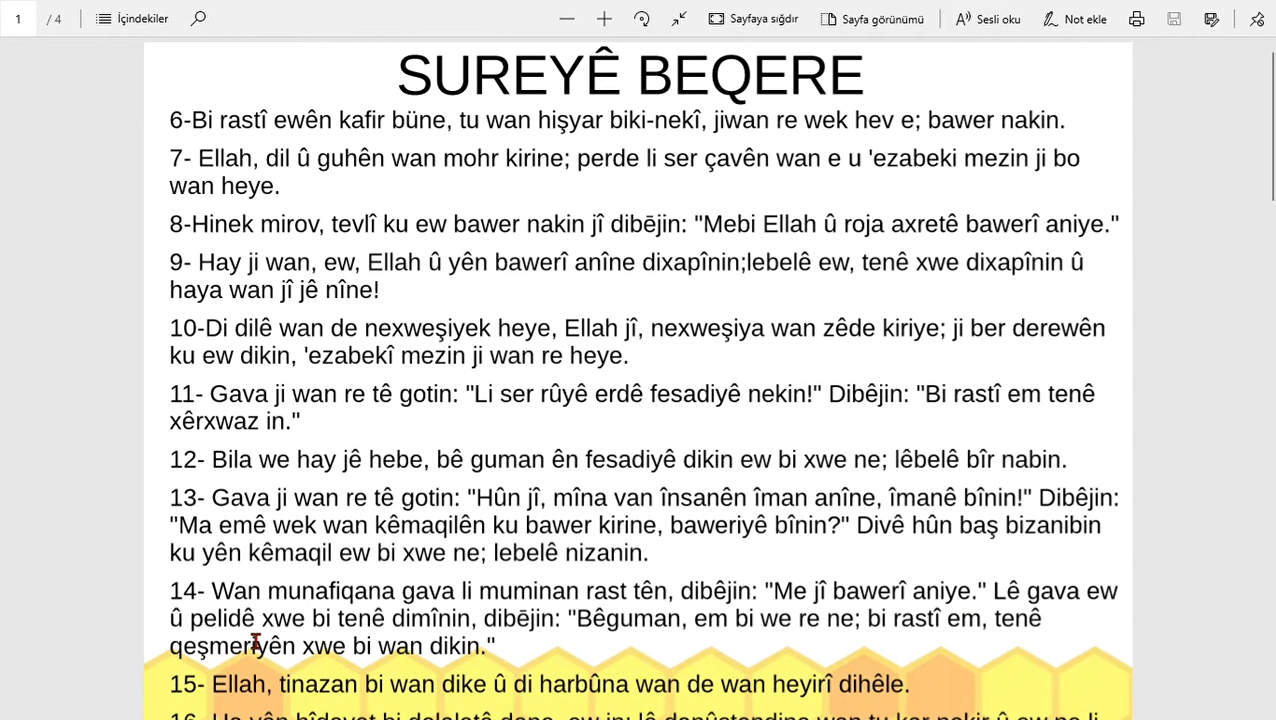 1 / 4 İçindekiler Sayfaya sığdır Sayfa görünümü Sesli oku Not ekle
SUREYÊ BEQERE
6-Bi rastî ewên kafir büne, tu wan hişyar biki-nekî, jiwan re wek hev e; bawer nakin.
7- Ellah, dil û guhên wan mohr kirine; perde li ser çavên wan e u 'ezabeki mezin ji bo
wan heye.
8-Hinek mirov, tevlî ku ew bawer nakin jî dibējin: "Mebi Ellah û roja axretê bawerî aniye."
9- Hay ji wan, ew, Ellah û yên bawerî anîne dixapînin;lebelê ew, tenê xwe dixapînin û
haya wan jî jê nîne!
10-Di dilê wan de nexweşiyek heye, Ellah jî, nexweşiya wan zêde kiriye; ji ber derewên
ku ew dikin, 'ezabekî mezin ji wan re heye.
11- Gava ji wan re tê gotin: "Li ser rûyê erdê fesadiyê nekin!" Dibêjin: "Bi rastî em tenê
xêrxwaz in."
12- Bila we hay jê hebe, bê guman ên fesadiyê dikin ew bi xwe ne; lêbelê bîr nabin.
13- Gava ji wan re tê gotin: "Hûn jî, mîna van însanên îman anîne, îmanê bînin!" Dibêjin:
"Ma emê wek wan kêmaqilên ku bawer kirine, baweriyê bînin?" Divê hûn baş bizanibin
ku yên kêmaqil ew bi xwe ne; lebelê nizanin.
14- Wan munafiqana gava li muminan rast tên, dibêjin: "Me jî bawerî aniye." Lê gava ew
û pelidê xwe bi tenê dimînin, dibējin: "Bêguman, em bi we re ne; bi rastî em, tenê
qeşmerîyên xwe bi wan dikin."
15- Ellah, tinazan bi wan dike û di harbûna wan de wan heyirî dihêle.